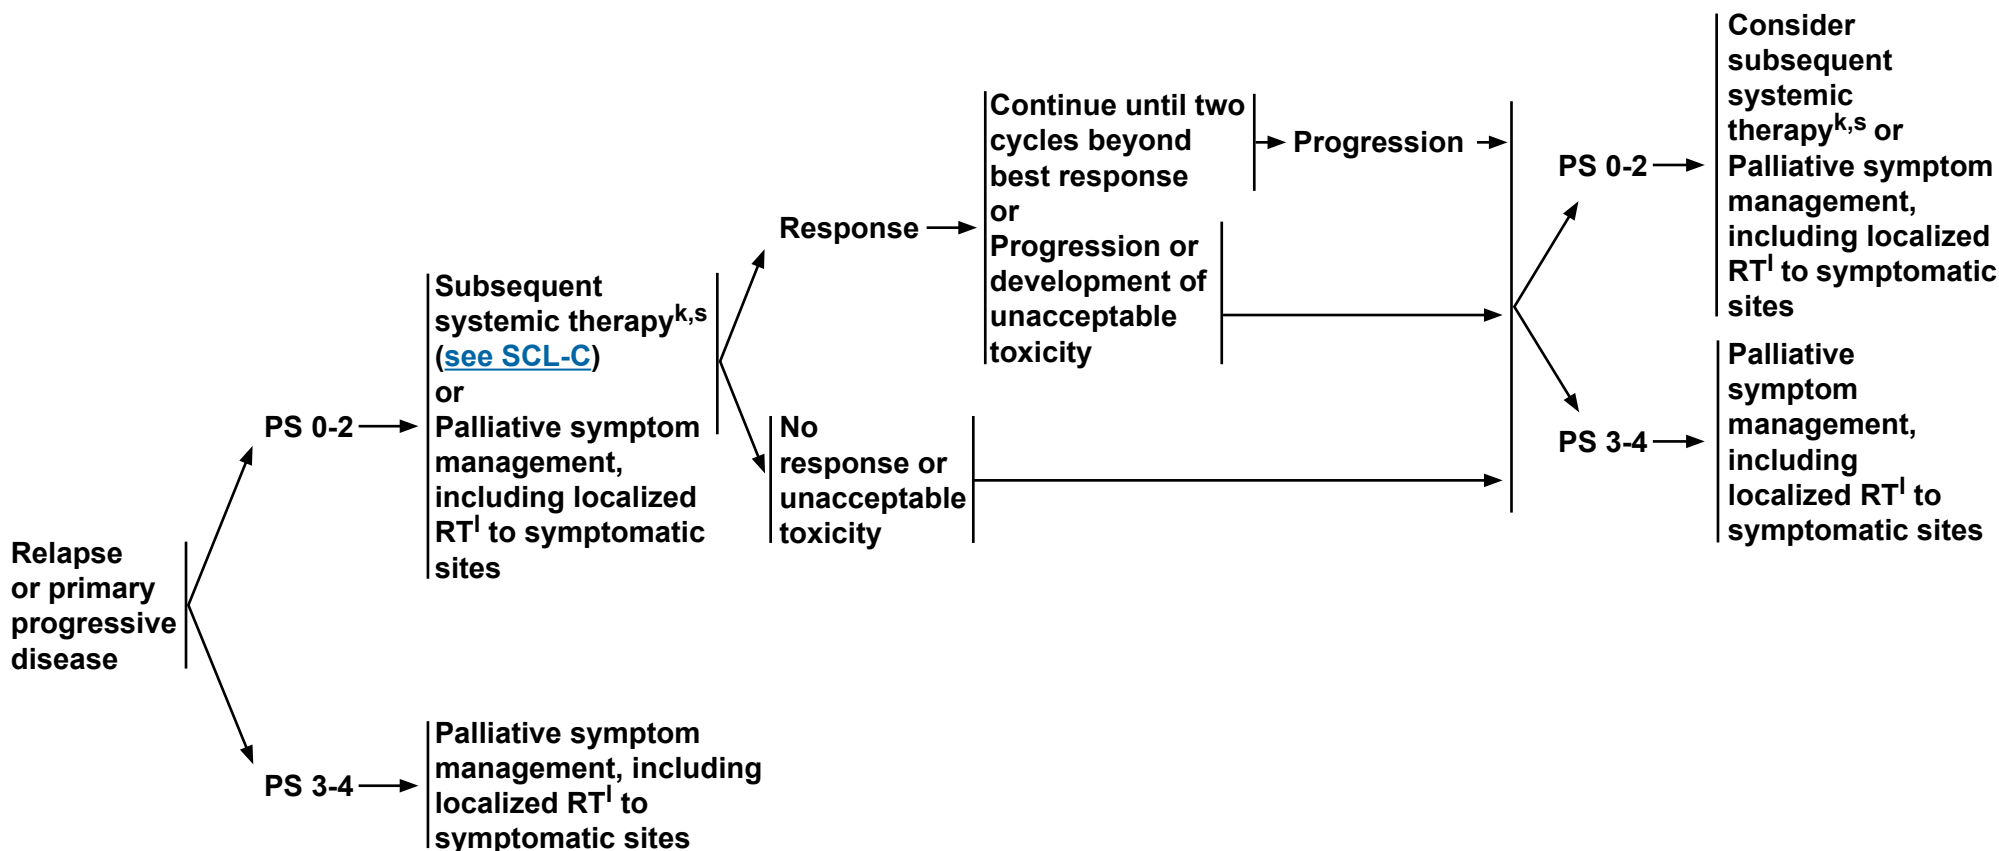 Relapse
or primary
progressive
disease
PS 0-2
Subsequent
systemic therapyk,s
(see SCL-C)
or
Palliative symptom
management,
including localized
RTl to symptomatic
sites
PS 3-4
Palliative symptom
management, including
localized RTl to
symptomatic sites
Response
Continue until two
cycles beyond
best response
or
Progression or
development of
unacceptable
toxicity
Progression
No
response or
unacceptable
toxicity
PS 0-2
Consider
subsequent
systemic
therapyk,s or
Palliative symptom
management,
including localized
RTl to symptomatic
sites
PS 3-4
Palliative
symptom
management,
including
localized RTl to
symptomatic sites